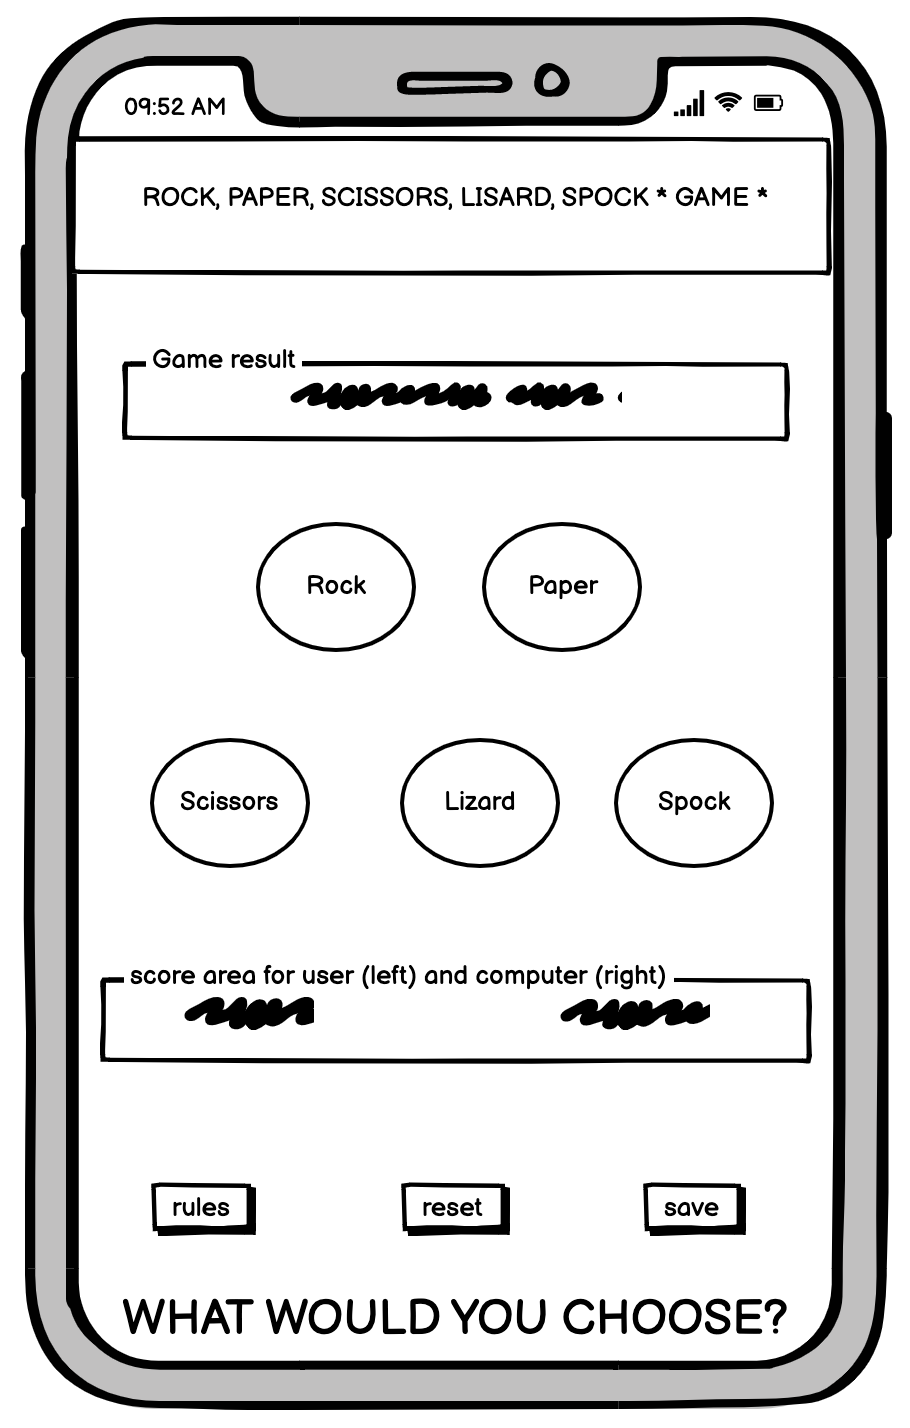 09:52 AM
ROCK, PAPER, SCISSORS, LISARD, SPOCK * GAME *
Game result
Rock
Paper
Scissors
Lizard
Spock
score area for user (left) and computer (right)
rules
reset
save
WHAT WOULD YOU CHOOSE?